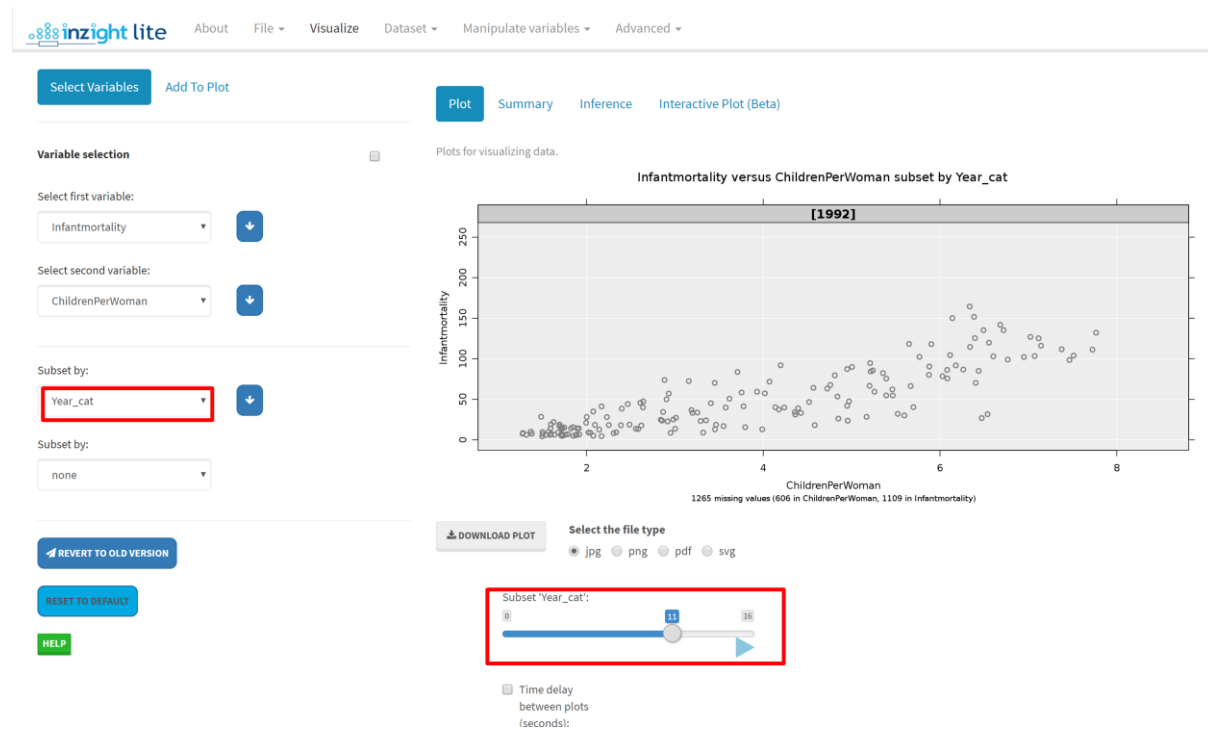 inzight lite About File Visualize Dataset Manipulate variables Advanced
Select Variables Add To Plot
Variable selection
Select first variable:
Infantmortality
Select second variable:
ChildrenPerWoman
Subset by:
Year_cat
Subset by:
none
REVERT TO OLD VERSION
RESET TO DEFAULT
HELP
Plot Summary Inference Interactive Plot (Beta)
Plots for visualizing data.
Infantmortality versus ChildrenPerWoman subset by Year_cat
[1992]
Infantmortality
250
200
150
100
50
0
2 4 6 8
ChildrenPerWoman
1265 missing values (606 in ChildrenPerWoman, 1109 in Infantmortality)
DOWNLOAD PLOT
Select the file type
jpg png pdf svg
Subset 'Year_cat':
0 11 16
Time delay
between plots
(seconds):